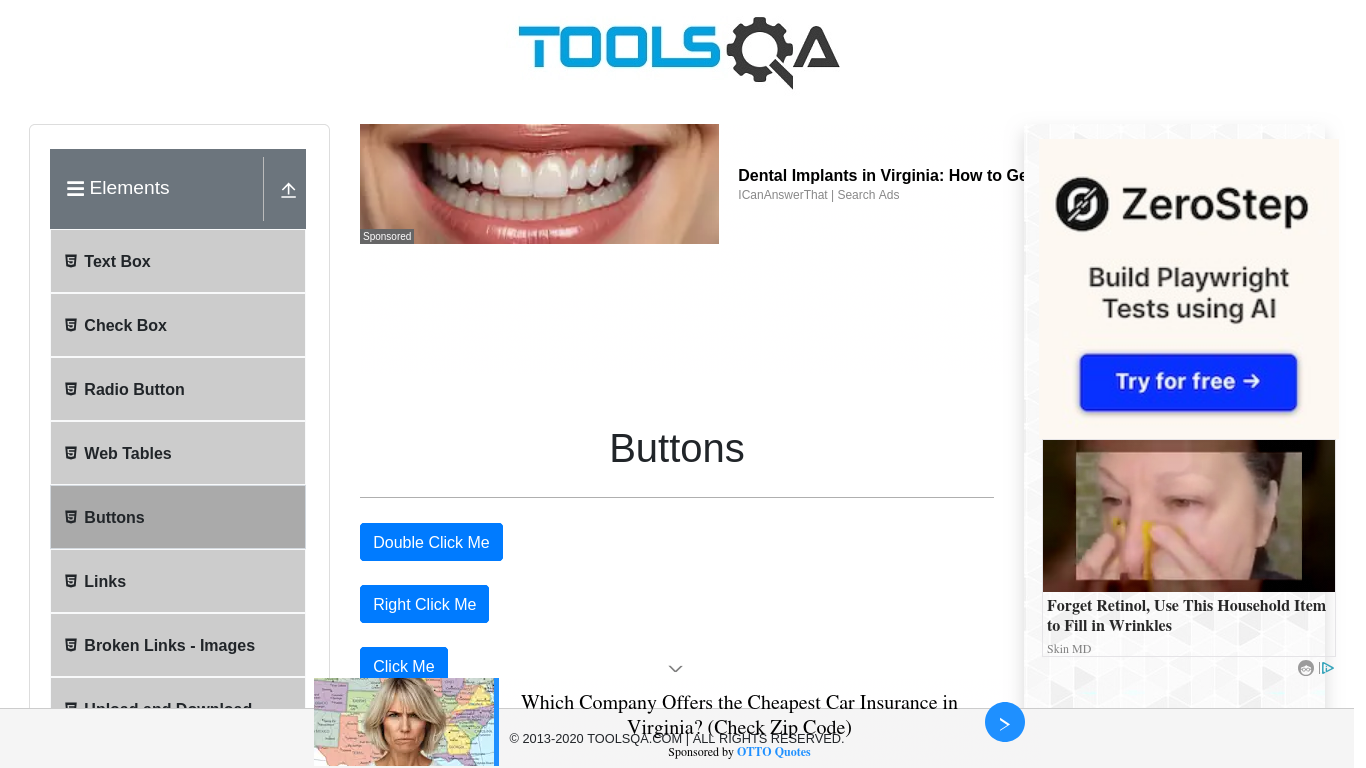 TOOLSQA
Elements
Text Box
Check Box
Radio Button
Web Tables
Buttons
Links
Broken Links - Images
Upload and Download
Sponsored
Dental Implants in Virginia: How to Ge
ICanAnswerThat | Search Ads
Buttons
Double Click Me
Right Click Me
Click Me
ZeroStep
Build Playwright
Tests using AI
Try for free →
Forget Retinol, Use This Household Item
to Fill in Wrinkles
Skin MD
Which Company Offers the Cheapest Car Insurance in
Virginia? (Check Zip Code)
© 2013-2020 TOOLSQA.COM | ALL RIGHTS RESERVED.
Sponsored by OTTO Quotes